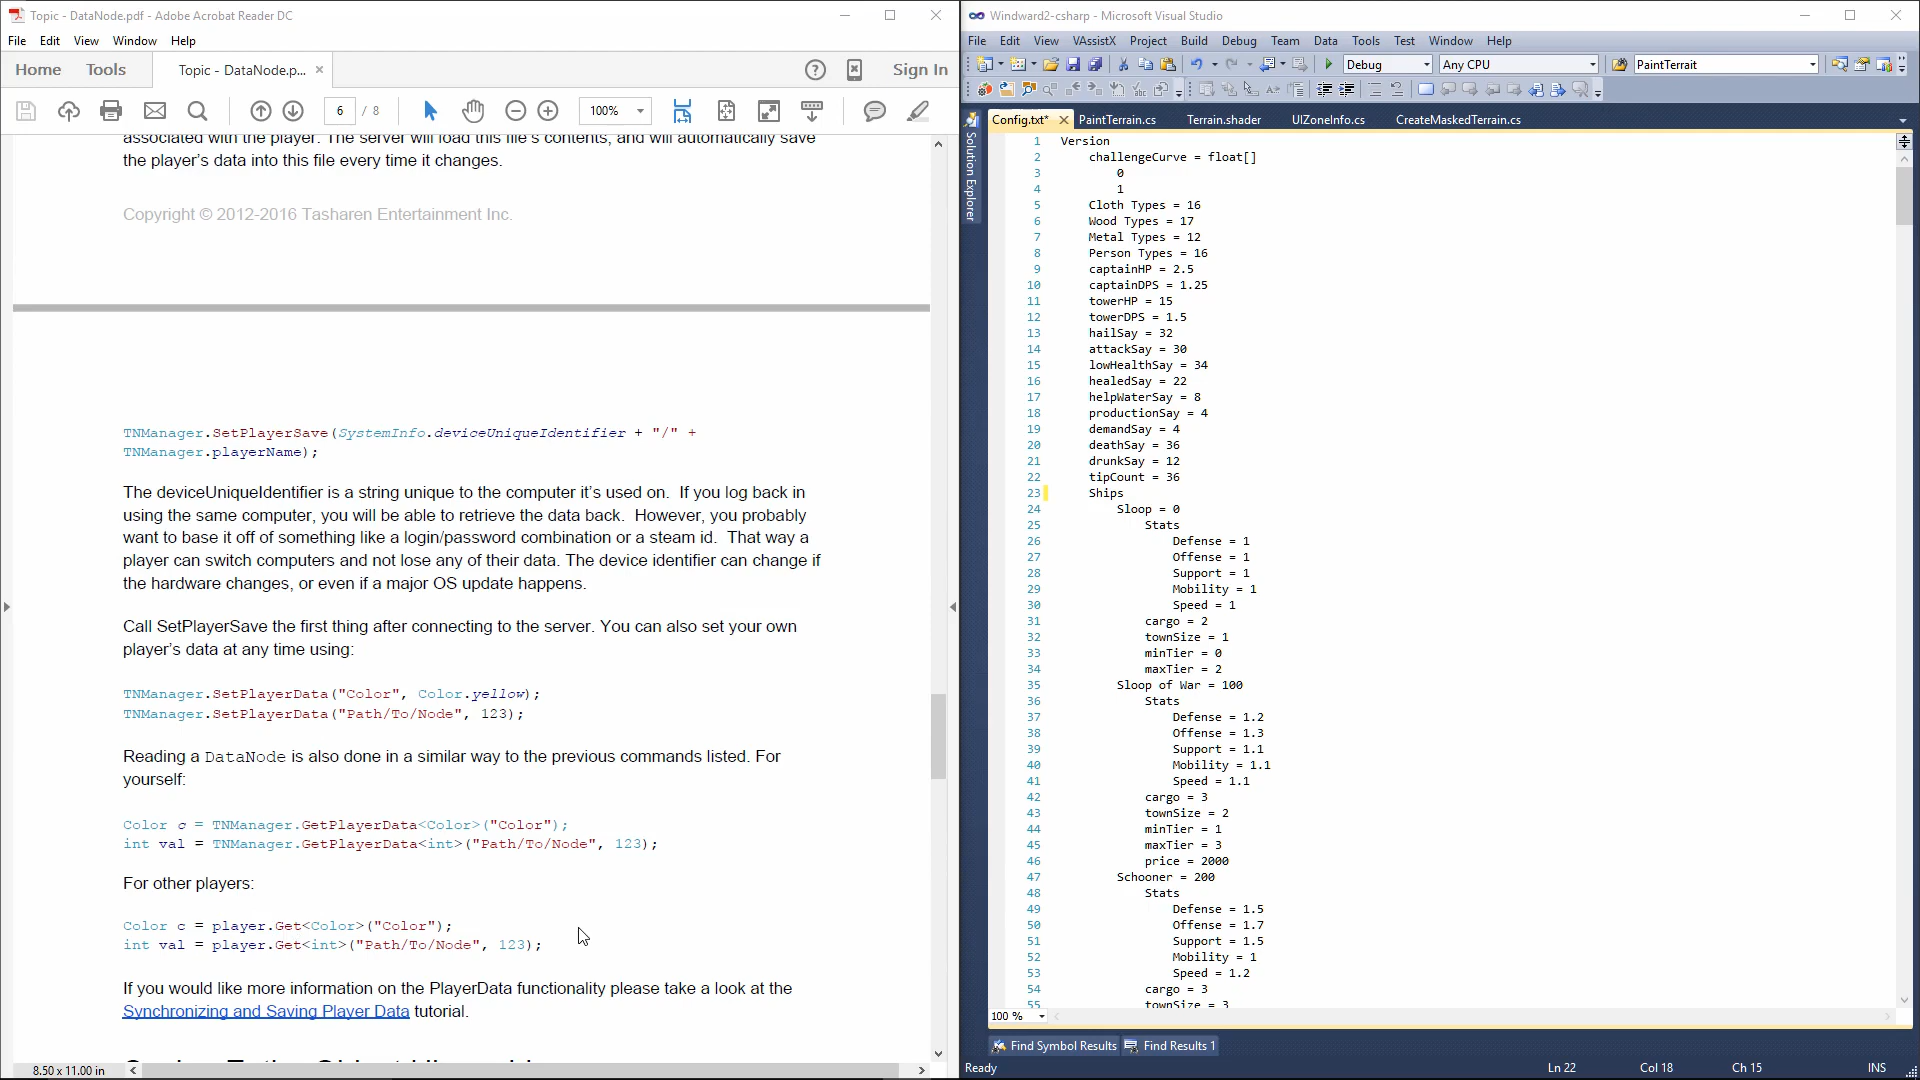 Topic - DataNode.pdf - Adobe Acrobat Reader DC
File Edit View Window Help
Home Tools Topic - DataNode.p... × Sign In
6 / 8 100%
associated with the player. The server will load this file's contents, and will automatically save
the player's data into this file every time it changes.
Copyright © 2012-2016 Tasharen Entertainment Inc.
TNManager.SetPlayerSave(SystemInfo.deviceUniqueIdentifier + "/" +
TNManager.playerName);
The deviceUniqueIdentifier is a string unique to the computer it's used on. If you log back in
using the same computer, you will be able to retrieve the data back. However, you probably
want to base it off of something like a login/password combination or a steam id. That way a
player can switch computers and not lose any of their data. The device identifier can change if
the hardware changes, or even if a major OS update happens.
Call SetPlayerSave the first thing after connecting to the server. You can also set your own
player's data at any time using:
TNManager.SetPlayerData("Color", Color.yellow);
TNManager.SetPlayerData("Path/To/Node", 123);
Reading a DataNode is also done in a similar way to the previous commands listed. For
yourself:
Color c = TNManager.GetPlayerData<Color>("Color");
int val = TNManager.GetPlayerData<int>("Path/To/Node", 123);
For other players:
Color c = player.Get<Color>("Color");
int val = player.Get<int>("Path/To/Node", 123);
If you would like more information on the PlayerData functionality please take a look at the
Synchronizing and Saving Player Data tutorial.
8.50 x 11.00 in
Windward2-csharp - Microsoft Visual Studio
File Edit View VAssistX Project Build Debug Team Data Tools Test Window Help
Debug Any CPU PaintTerrait
Solution Explorer
Config.txt* × PaintTerrain.cs Terrain.shader UIZoneInfo.cs CreateMaskedTerrain.cs
1 Version
2 challengeCurve = float[]
3 0
4 1
5 Cloth Types = 16
6 Wood Types = 17
7 Metal Types = 12
8 Person Types = 16
9 captainHP = 2.5
10 captainDPS = 1.25
11 towerHP = 15
12 towerDPS = 1.5
13 hailSay = 32
14 attackSay = 30
15 lowHealthSay = 34
16 healedSay = 22
17 helpWaterSay = 8
18 productionSay = 4
19 demandSay = 4
20 deathSay = 36
21 drunkSay = 12
22 tipCount = 36
23 Ships
24 Sloop = 0
25 Stats
26 Defense = 1
27 Offense = 1
28 Support = 1
29 Mobility = 1
30 Speed = 1
31 cargo = 2
32 townSize = 1
33 minTier = 0
34 maxTier = 2
35 Sloop of War = 100
36 Stats
37 Defense = 1.2
38 Offense = 1.3
39 Support = 1.1
40 Mobility = 1.1
41 Speed = 1.1
42 cargo = 3
43 townSize = 2
44 minTier = 1
45 maxTier = 3
46 price = 2000
47 Schooner = 200
48 Stats
49 Defense = 1.5
50 Offense = 1.7
51 Support = 1.5
52 Mobility = 1
53 Speed = 1.2
54 cargo = 3
55 townSize = 3
100 %
Find Symbol Results Find Results 1
Ready Ln 22 Col 18 Ch 15 INS